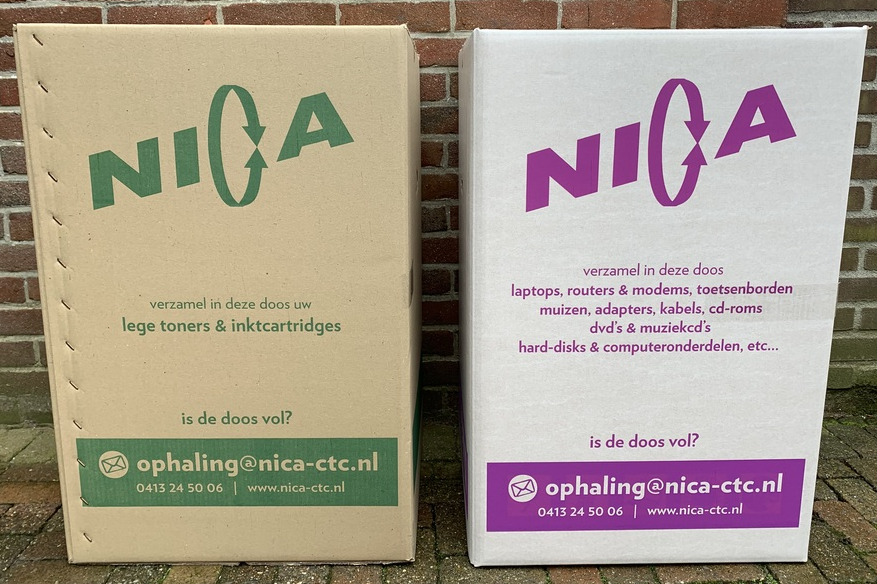 NICA
verzamel in deze doos uw
lege toners & inktcartridges
is de doos vol?
ophaling@nica-ctc.nl
0413 24 50 06 | www.nica-ctc.nl
NICA
verzamel in deze doos
laptops, routers & modems, toetsenborden
muizen, adapters, kabels, cd-roms
dvd's & muziekcd's
hard-disks & computeronderdelen, etc...
is de doos vol?
ophaling@nica-ctc.nl
0413 24 50 06 | www.nica-ctc.nl